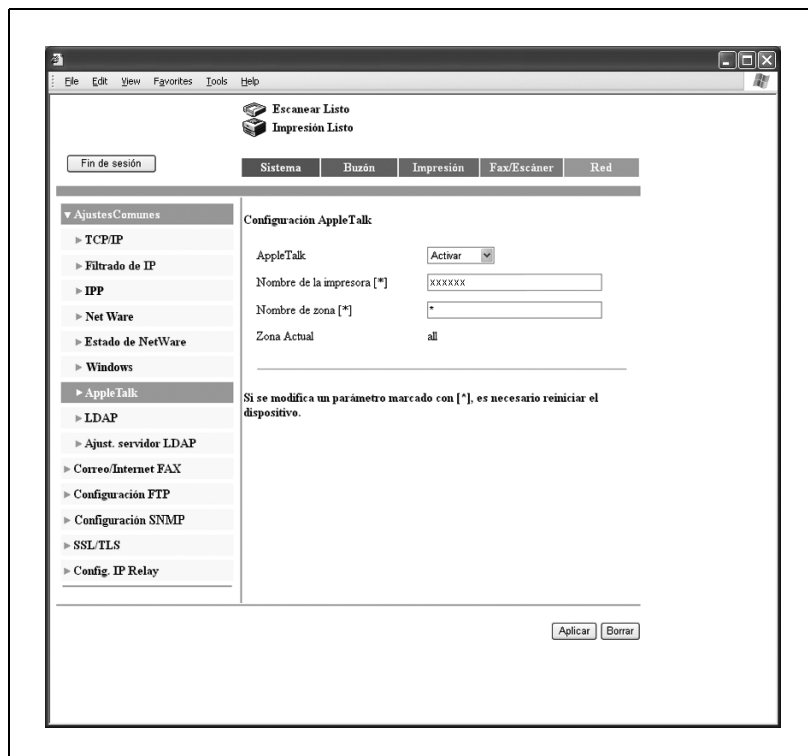 File Edit View Favorites Tools Help
Escanear Listo
Impresión Listo
Fin de sesión
Sistema Buzón Impresión Fax/Escáner Red
AjustesComunes
TCP/IP
Filtrado de IP
IPP
Net Ware
Estado de NetWare
Windows
AppleTalk
LDAP
Ajust. servidor LDAP
Correo/Internet FAX
Configuración FTP
Configuración SNMP
SSL/TLS
Config. IP Relay
Configuración AppleTalk
AppleTalk Activar
Nombre de la impresora [*] xxxxxx
Nombre de zona [*] *
Zona Actual all
Si se modifica un parámetro marcado con [*], es necesario reiniciar el
dispositivo.
Aplicar Borrar